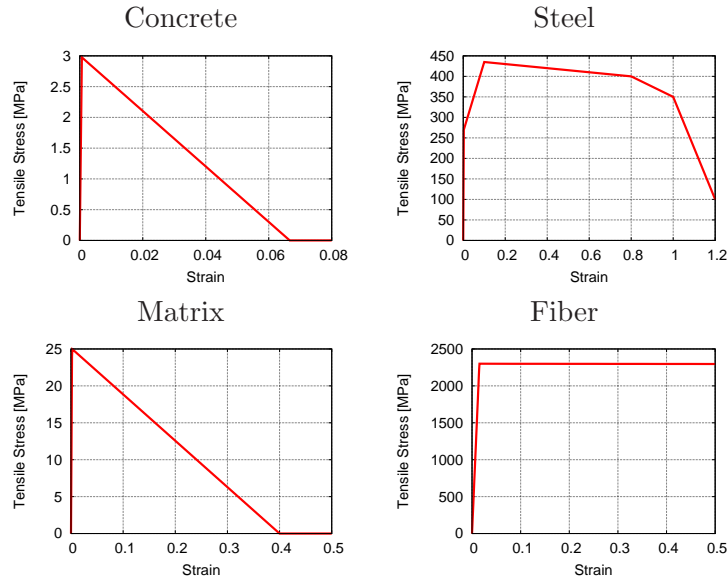 Concrete
Steel
Tensile Stress [MPa]
3
2.5
2
1.5
1
0.5
0
0 0.02 0.04 0.06 0.08
Strain
Tensile Stress [MPa]
450
400
350
300
250
200
150
100
50
0
0 0.2 0.4 0.6 0.8 1 1.2
Strain
Matrix
Fiber
Tensile Stress [MPa]
25
20
15
10
5
0
0 0.1 0.2 0.3 0.4 0.5
Strain
Tensile Stress [MPa]
2500
2000
1500
1000
500
0
0 0.1 0.2 0.3 0.4 0.5
Strain